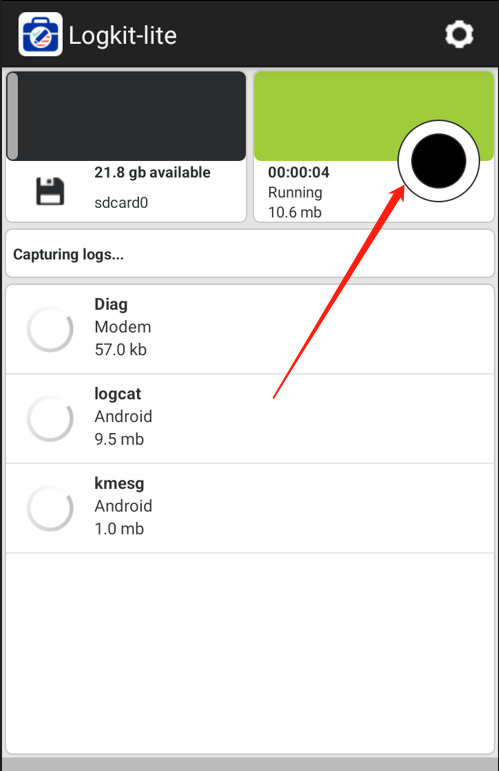 Logkit-lite
21.8 gb available
sdcard0
00:00:04
Running
10.6 mb
Capturing logs...
Diag
Modem
57.0 kb
logcat
Android
9.5 mb
kmesg
Android
1.0 mb